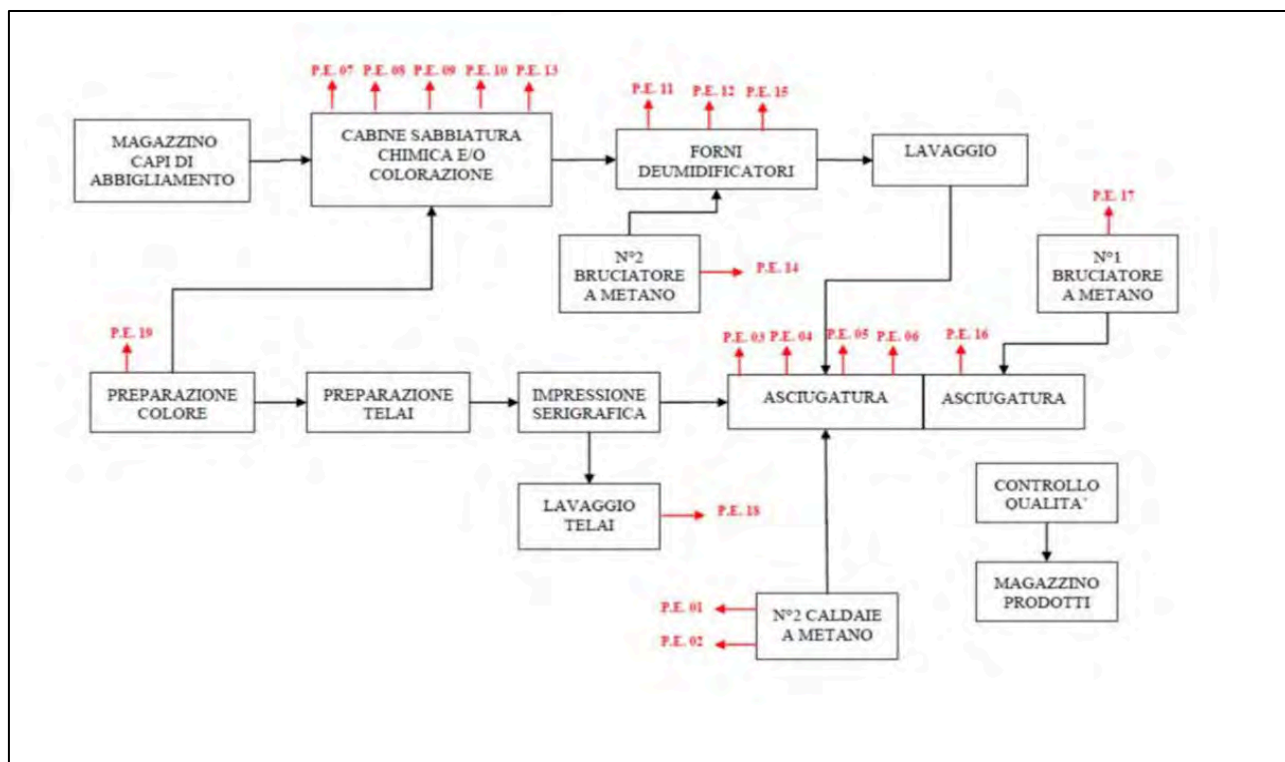 P.E. 07 P.E. 08 P.E. 09 P.E. 10 P.E. 13
P.E. 11 P.E. 12 P.E. 15
MAGAZZINO
CAPI DI
ABBIGLIAMENTO
CABINE SABBIATURA
CHIMICA E/O
COLORAZIONE
FORNI
DEUMIDIFICATORI
LAVAGGIO
P.E. 17
N°2
BRUCIATORE
A METANO
P.E. 14
N°1
BRUCIATORE
A METANO
P.E. 19
P.E. 03 P.E. 04 P.E. 05 P.E. 06 P.E. 16
PREPARAZIONE
COLORE
PREPARAZIONE
TELAI
IMPRESSIONE
SERIGRAFICA
ASCIUGATURA
ASCIUGATURA
LAVAGGIO
TELAI
P.E. 18
CONTROLLO
QUALITA`
MAGAZZINO
PRODOTTI
P.E. 01
P.E. 02
N°2 CALDAIE
A METANO